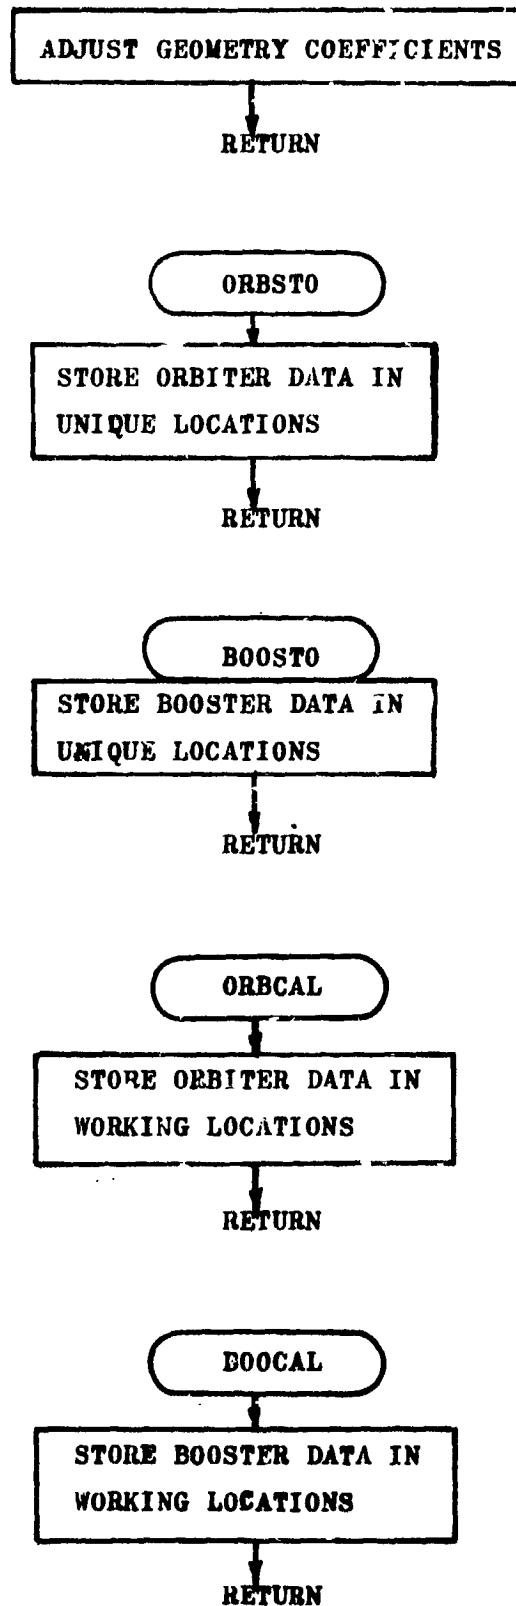 ADJUST GEOMETRY COEFFICIENTS
RETURN
ORBSTO
STORE ORBITER DATA IN
UNIQUE LOCATIONS
RETURN
BOOSTO
STORE BOOSTER DATA IN
UNIQUE LOCATIONS
RETURN
ORBCAL
STORE ORBITER DATA IN
WORKING LOCATIONS
RETURN
BOOCAL
STORE BOOSTER DATA IN
WORKING LOCATIONS
RETURN